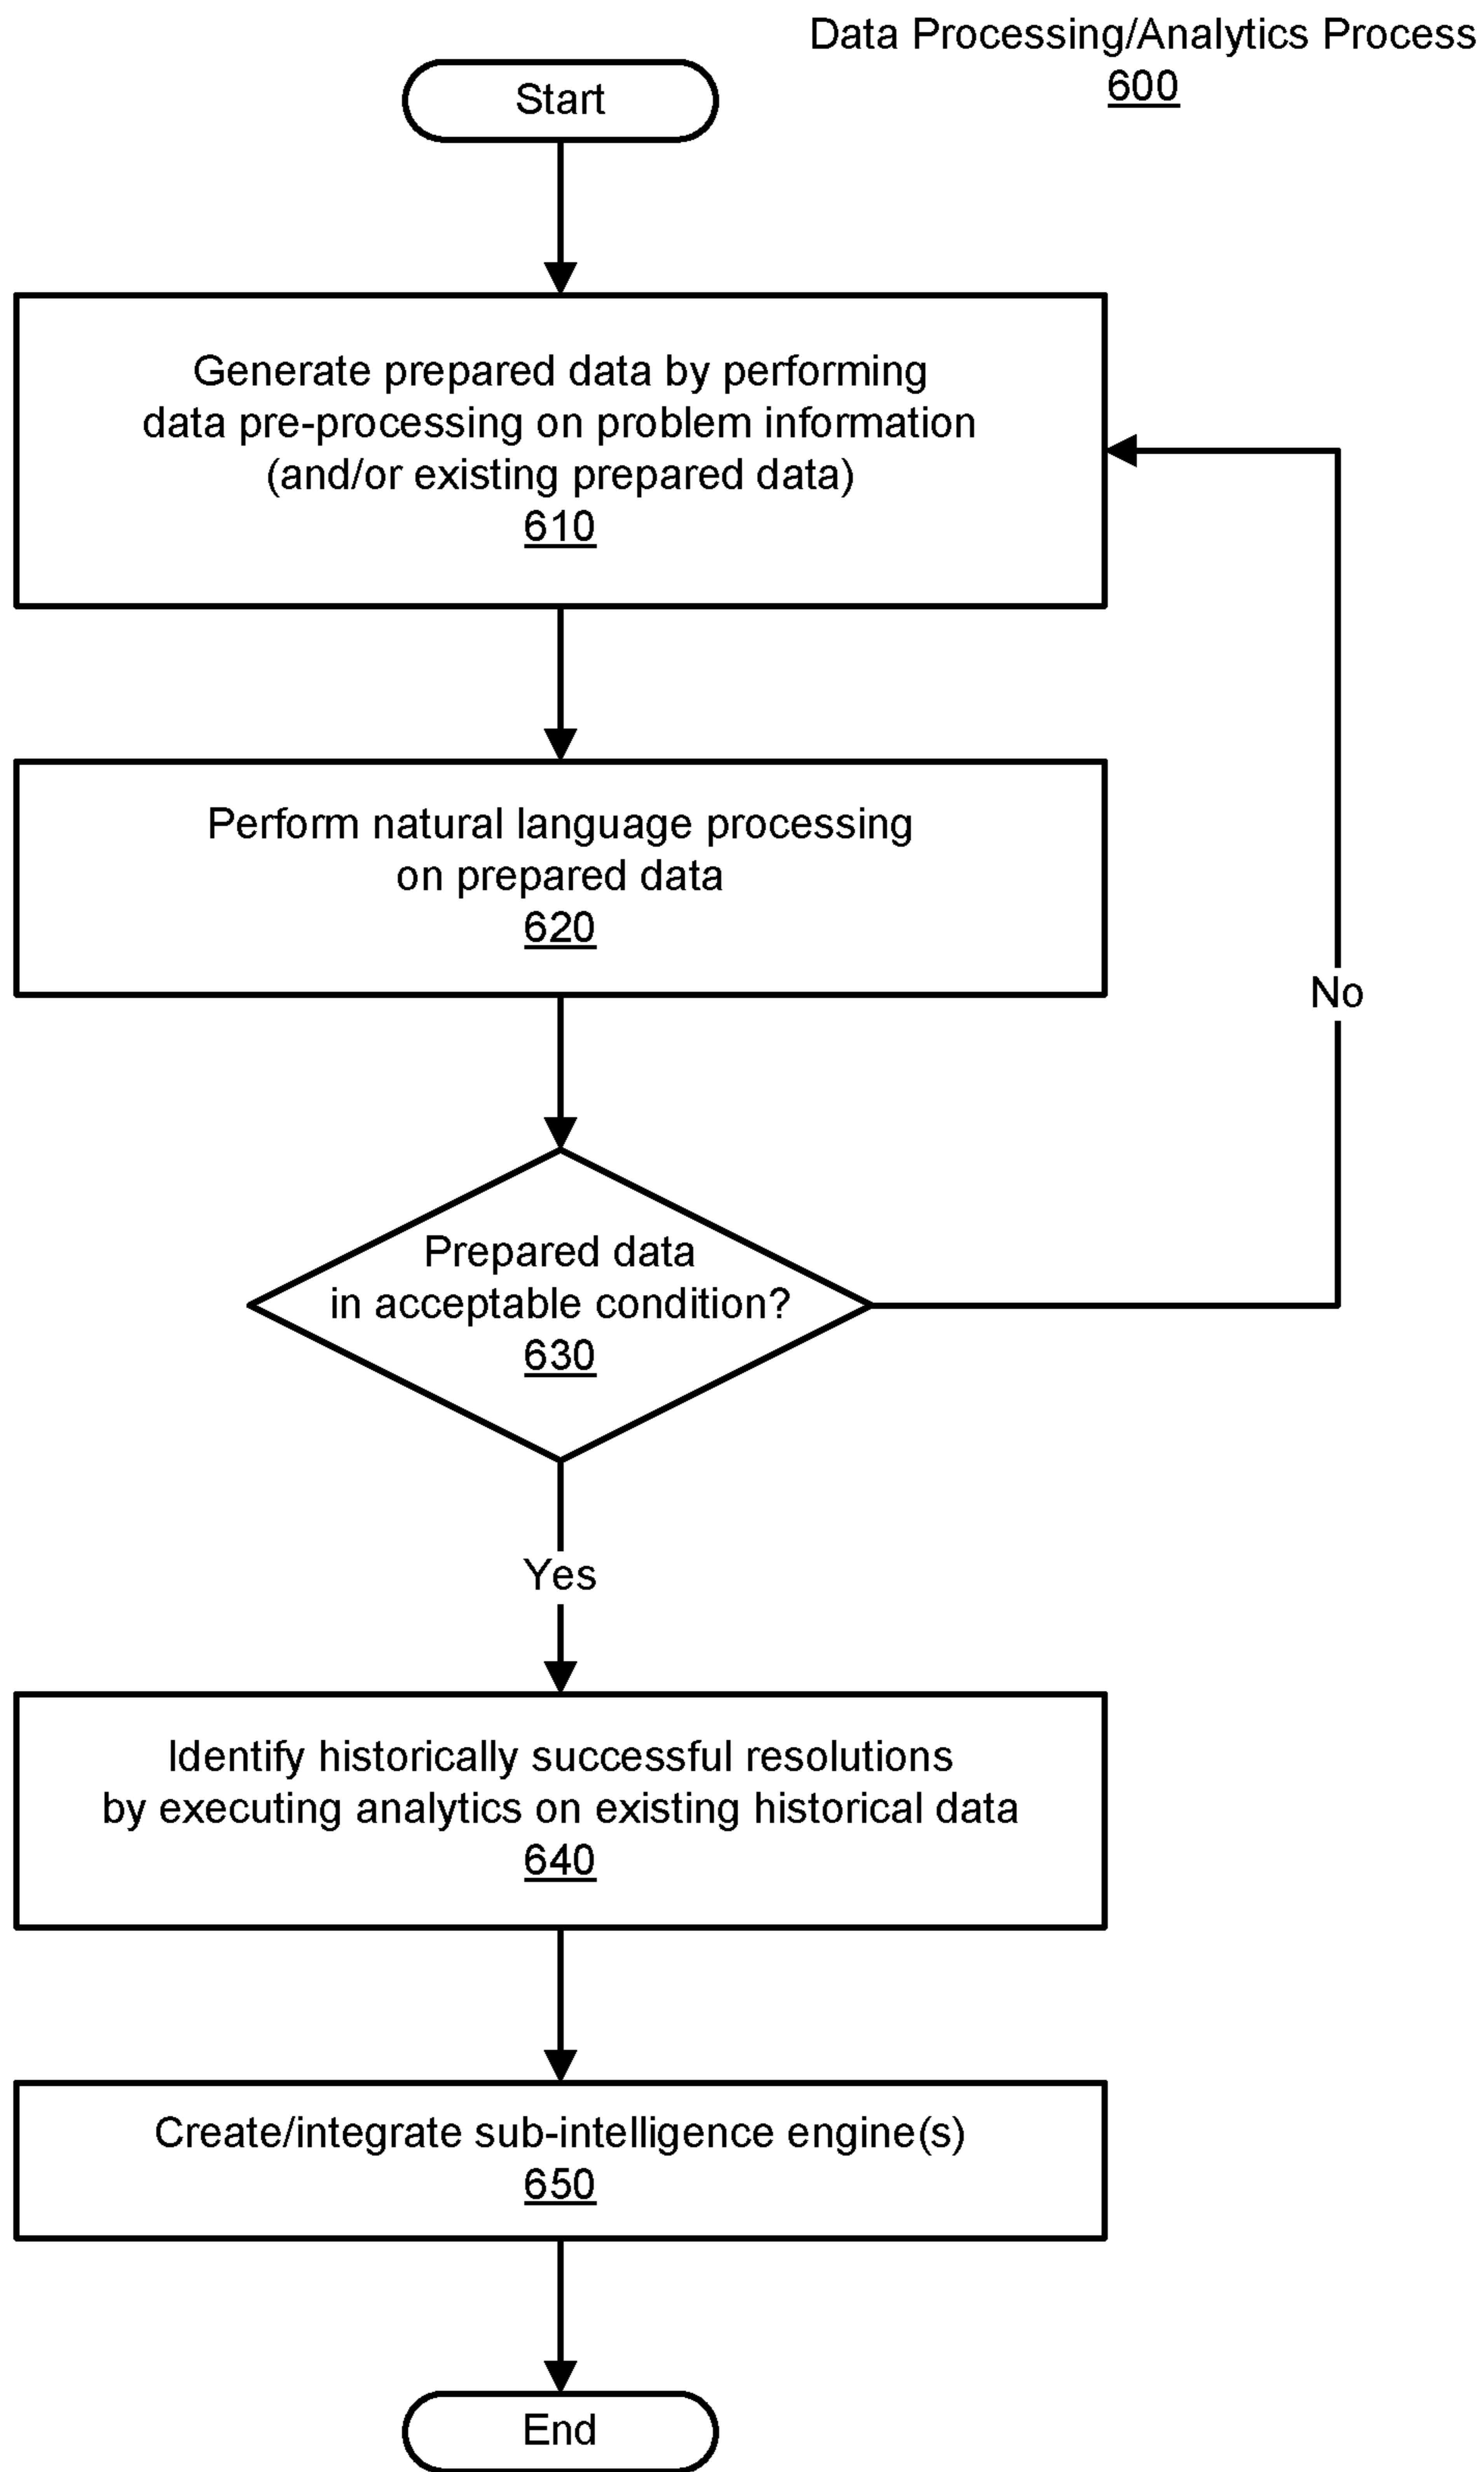 Data Processing/Analytics Process
600
Start
Generate prepared data by performing
data pre-processing on problem information
(and/or existing prepared data)
610
Perform natural language processing
on prepared data
620
No
Prepared data
in acceptable condition?
630
Yes
Identify historically successful resolutions
by executing analytics on existing historical data
640
Create/integrate sub-intelligence engine(s)
650
End